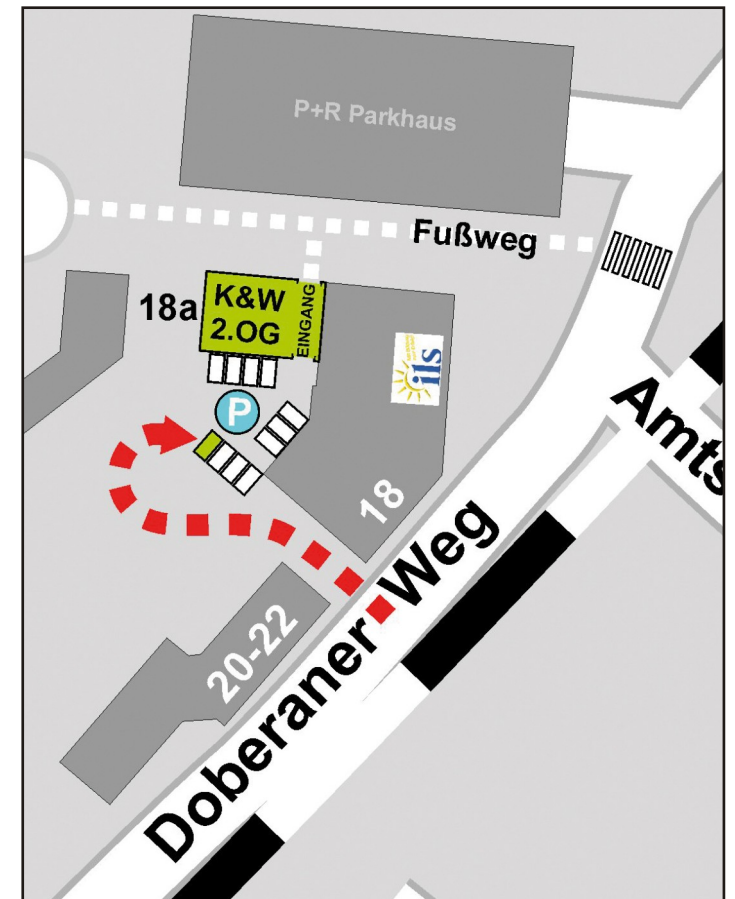 P+R Parkhaus
Fußweg
18a
K&W
2.OG
EINGANG
ils
P
18
Amts
20-22
Doberaner Weg